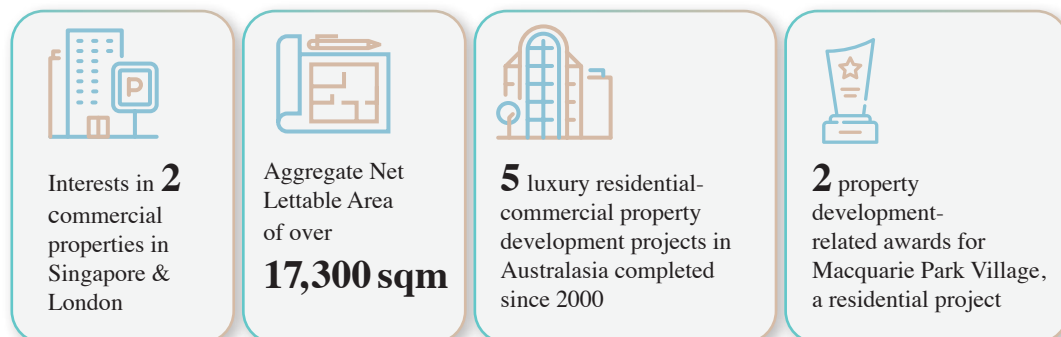 P
Interests in 2
commercial
properties in
Singapore &
London
Aggregate Net
Lettable Area
of over
17,300 sqm
5 luxury residential-
commercial property
development projects in
Australasia completed
since 2000
2 property
development-
related awards for
Macquarie Park Village,
a residential project